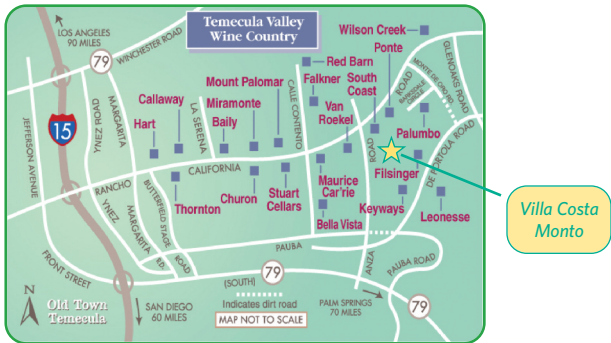 LOS ANGELES
90 MILES
79
WINCHESTER ROAD
Temecula Valley
Wine Country
Wilson Creek
Ponte
Red Barn
Falkner
South
Coast
ROAD
MONTE DE ORO RD.
BANKSDALE
CIRCLE
GLENOAKS ROAD
Mount Palomar
Callaway
Miramonte
Hart
Baily
LA SERENA
CALLE CONTENTO
Van
Roekel
Palumbo
JEFFERSON AVENUE
15
YNEZ ROAD
MARGARITA
ROAD
DE PORTOLA ROAD
CALIFORNIA
RANCHO
Filsinger
Maurice
Car'rie
Thornton
Churon
Stuart
Cellars
Keyways
Leonesse
Bella Vista
Villa Costa
Monto
YNEZ
MARGARITA
RD.
BUTTERFIELD STAGE
ROAD
PAUBA
ANZA
PAUBA ROAD
FRONT STREET
(SOUTH)
79
N
Old Town
Temecula
SAN DIEGO
60 MILES
Indicates dirt road
MAP NOT TO SCALE
PALM SPRINGS
70 MILES
79